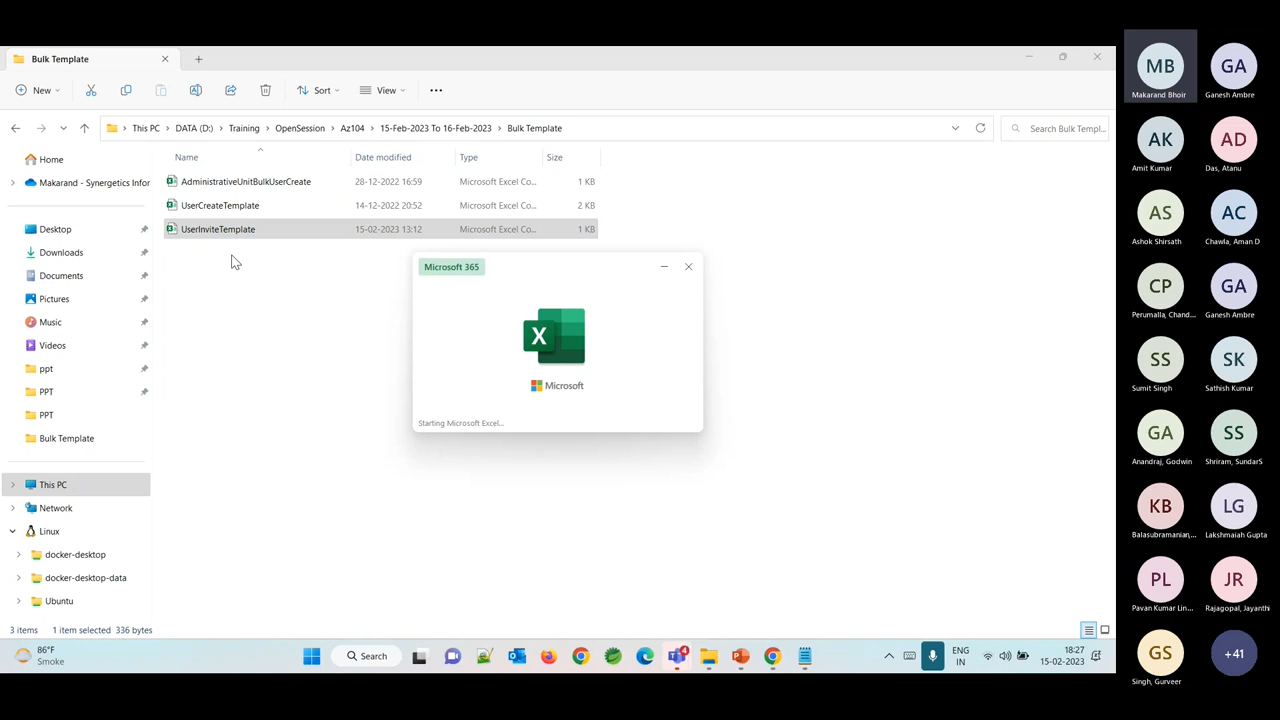 Bulk Template
New
Sort
View
This PC
DATA (D:)
Training
OpenSession
Az104
15-Feb-2023 To 16-Feb-2023
Bulk Template
Search Bulk Templ...
Home
Makarand - Synergetics Infor
Desktop
Downloads
Documents
Pictures
Music
Videos
ppt
PPT
PPT
Bulk Template
This PC
Network
Linux
docker-desktop
docker-desktop-data
Ubuntu
Name Date modified Type Size
AdministrativeUnitBulkUserCreate 28-12-2022 16:59 Microsoft Excel Co... 1 KB
UserCreateTemplate 14-12-2022 20:52 Microsoft Excel Co... 2 KB
UserInviteTemplate 15-02-2023 13:12 Microsoft Excel Co... 1 KB
Microsoft 365
X
Microsoft
Starting Microsoft Excel...
3 items 1 item selected 336 bytes
86°F
Smoke
Search
4
ENG
IN
18:27
15-02-2023
MB
Makarand Bhoir
GA
Ganesh Ambre
AK
Amit Kumar
AD
Das, Atanu
AS
Ashok Shirsath
AC
Chawla, Aman D
CP
Perumalla, Chand...
GA
Ganesh Ambre
SS
Sumit Singh
SK
Sathish Kumar
GA
Anandraj, Godwin
SS
Shriram, SundarS
KB
Balasubramanian,...
LG
Lakshmaiah Gupta
PL
Pavan Kumar Lin...
JR
Rajagopal, Jayanthi
GS
Singh, Gurveer
+41